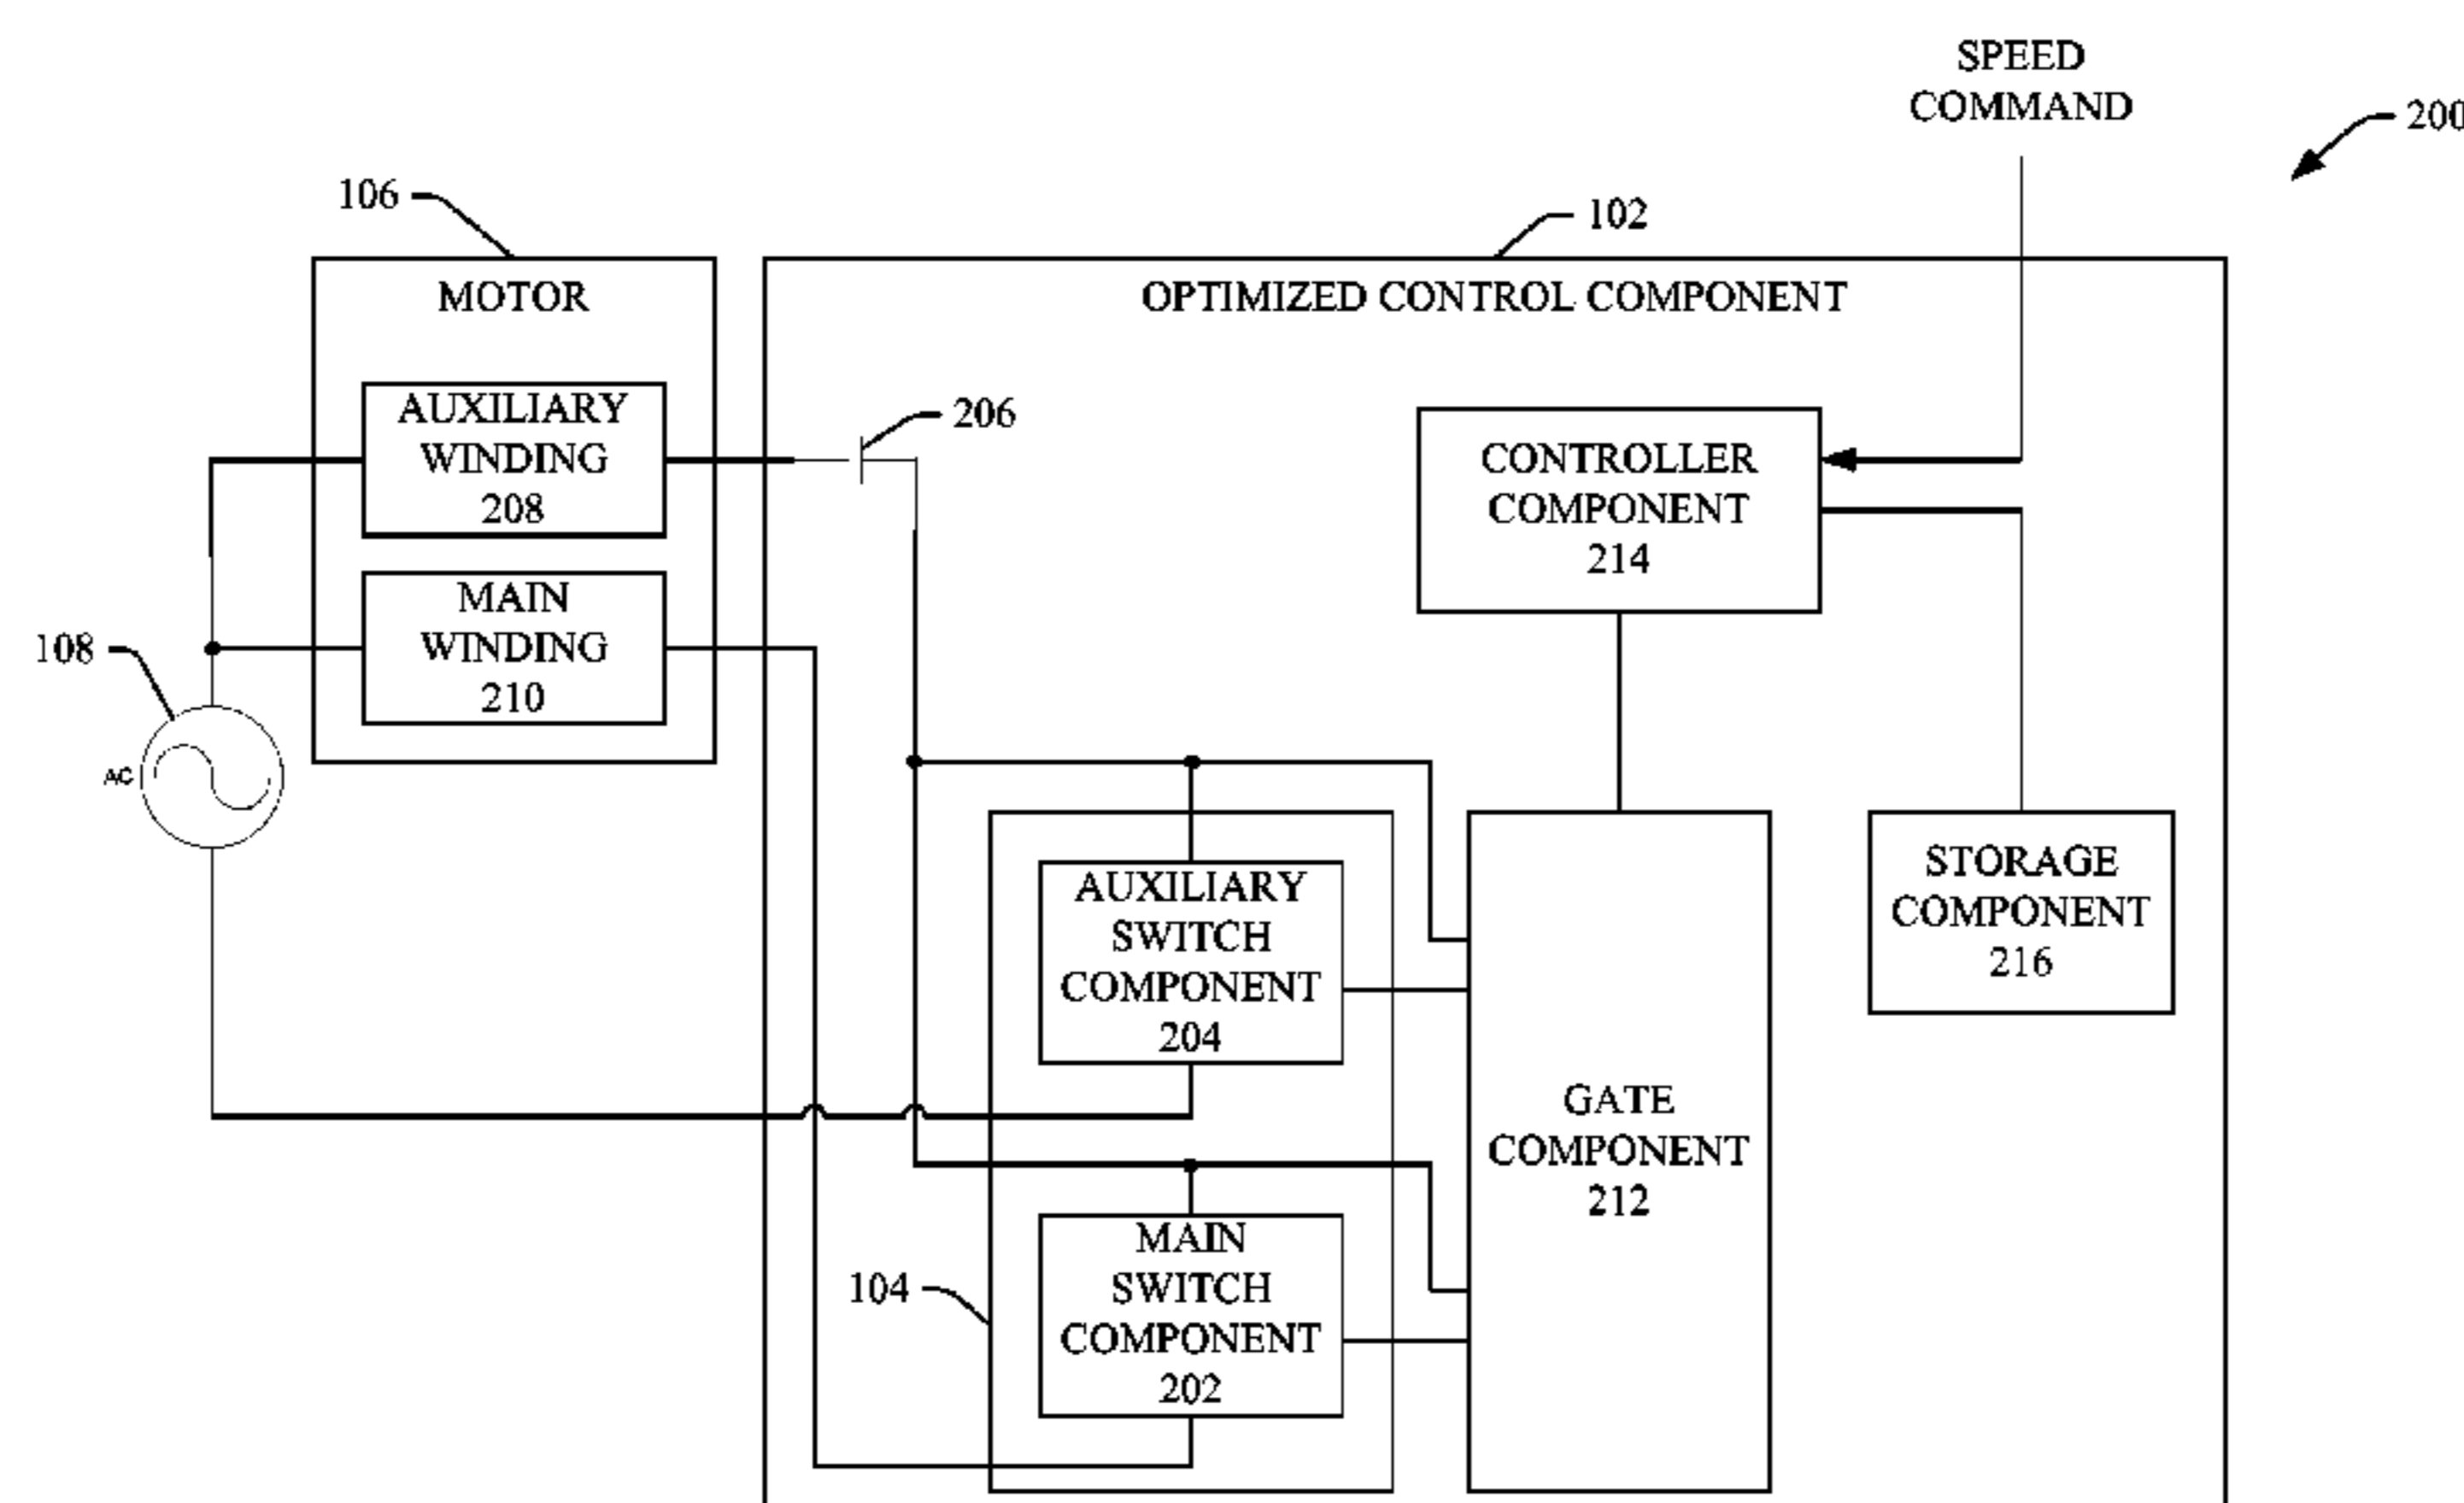 SPEED
COMMAND
200
106
102
MOTOR
OPTIMIZED CONTROL COMPONENT
AUXILIARY
WINDING
208
206
CONTROLLER
COMPONENT
214
MAIN
WINDING
210
108
AC
AUXILIARY
SWITCH
COMPONENT
204
STORAGE
COMPONENT
216
GATE
COMPONENT
212
MAIN
SWITCH
COMPONENT
202
104